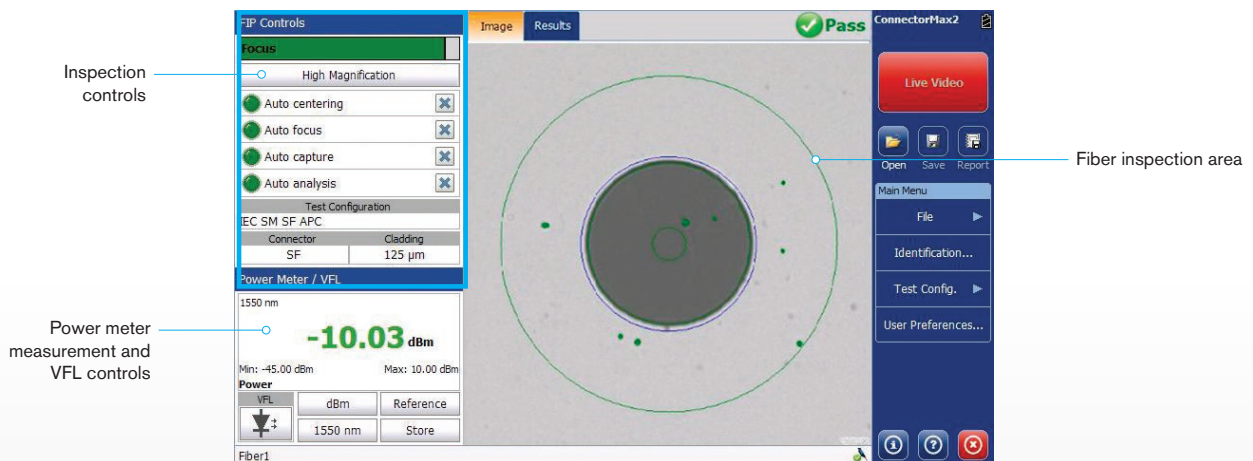 Inspection
controls
Power meter
measurement and
VFL controls
FIP Controls
Focus
High Magnification
Auto centering
Auto focus
Auto capture
Auto analysis
Test Configuration
IEC SM SF APC
Connector Cladding
SF 125 µm
Power Meter / VFL
1550 nm
-10.03 dBm
Min: -45.00 dBm Max: 10.00 dBm
Power
VFL
dBm Reference
1550 nm Store
Fiber1
Image Results
Pass
ConnectorMax2
Live Video
Open Save Report
Main Menu
File
Identification...
Test Config.
User Preferences...
Fiber inspection area